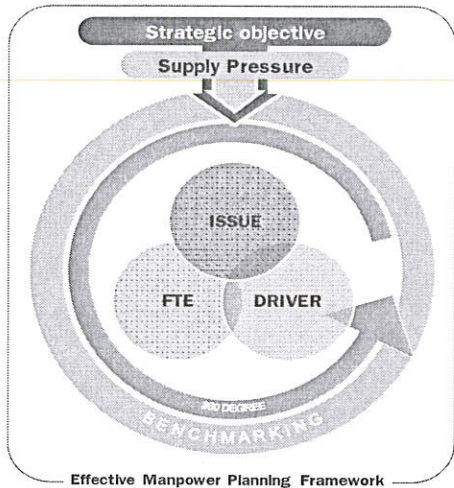 Strategic objective
Supply Pressure
ISSUE
FTE
DRIVER
360 DEGREE
BENCHMARKING
Effective Manpower Planning Framework